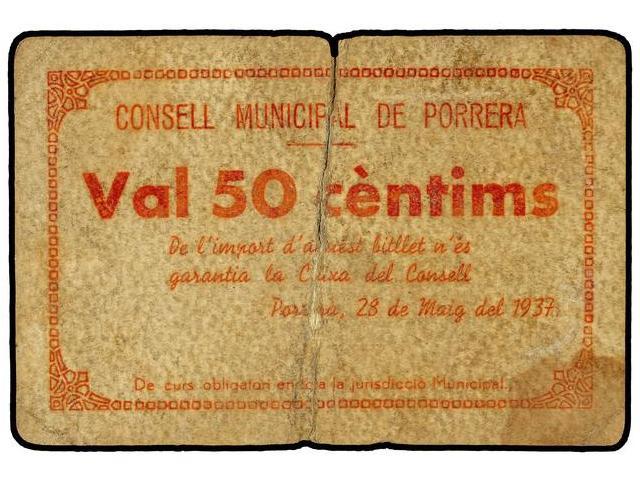 CONSELL MUNICIPAL DE PORRERA
Val 50 cèntims
De l'import d'aquest bitllet n'és
garantia la Caixa del Consell
Porrera, 28 de Maig del 1937.
De curs obligatori en tota la jurisdicció Municipal.